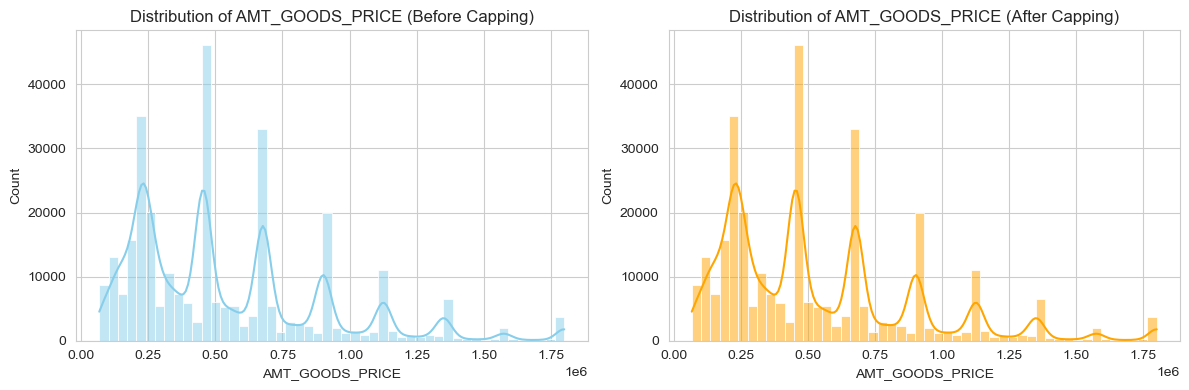 Distribution of AMT_GOODS_PRICE (Before Capping)
Count
40000
30000
20000
10000
0
0.00 0.25 0.50 0.75 1.00 1.25 1.50 1.75
1e6
AMT_GOODS_PRICE
Distribution of AMT_GOODS_PRICE (After Capping)
Count
40000
30000
20000
10000
0
0.00 0.25 0.50 0.75 1.00 1.25 1.50 1.75
1e6
AMT_GOODS_PRICE